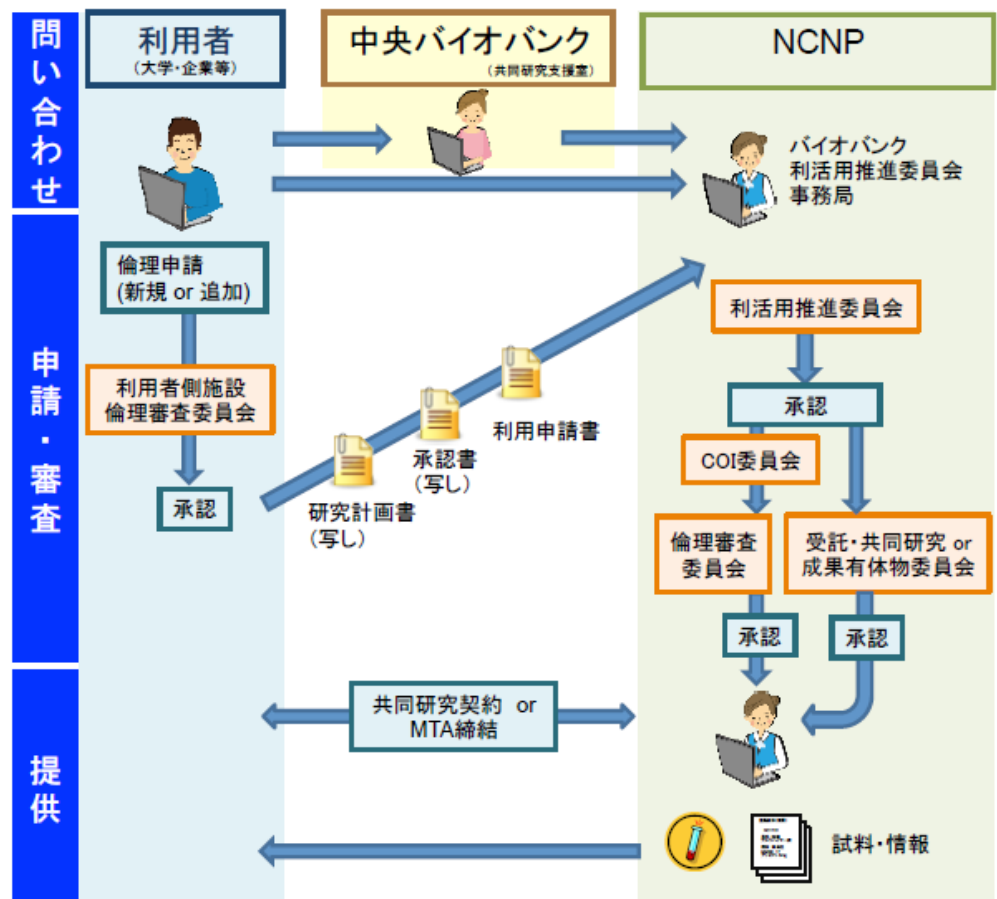 問い合わせ
利用者
(大学・企業等)
中央バイオバンク
(共同研究支援室)
NCNP
バイオバンク
利活用推進委員会
事務局
申請・審査
倫理申請
(新規 or 追加)
利用者側施設
倫理審査委員会
承認
研究計画書
(写し)
承認書
(写し)
利用申請書
利活用推進委員会
承認
COI委員会
倫理審査
委員会
受託・共同研究 or
成果有体物委員会
承認
承認
提供
共同研究契約 or
MTA締結
試料・情報